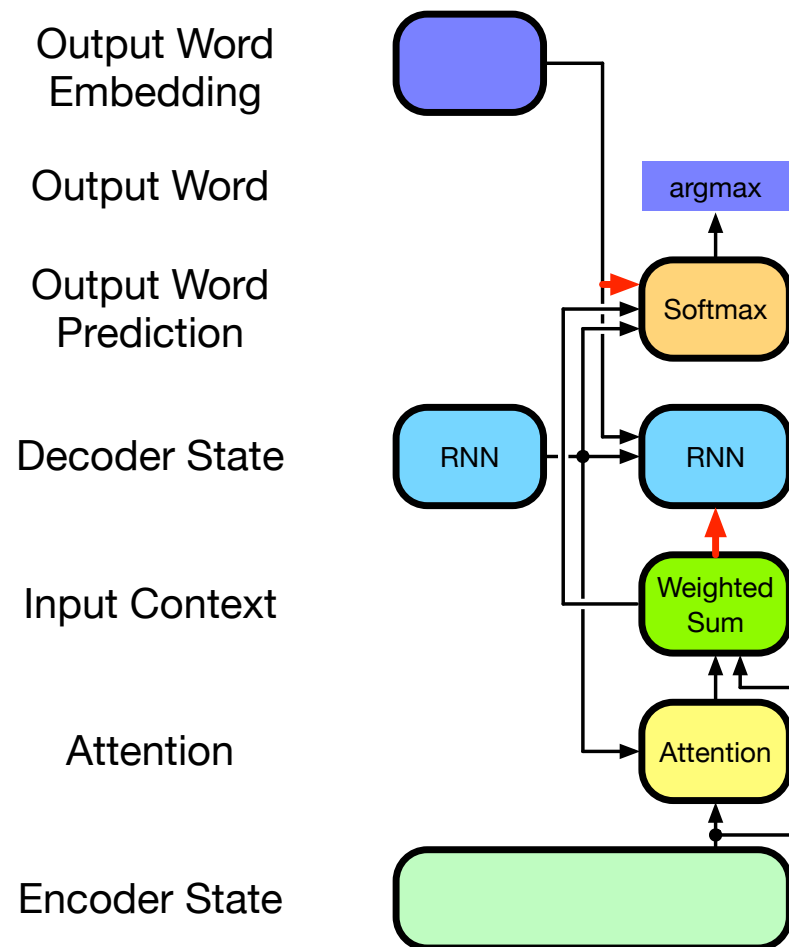 Output Word
Embedding
Output Word
argmax
Output Word
Prediction
Softmax
Decoder State
RNN
RNN
Input Context
Weighted
Sum
Attention
Attention
Encoder State